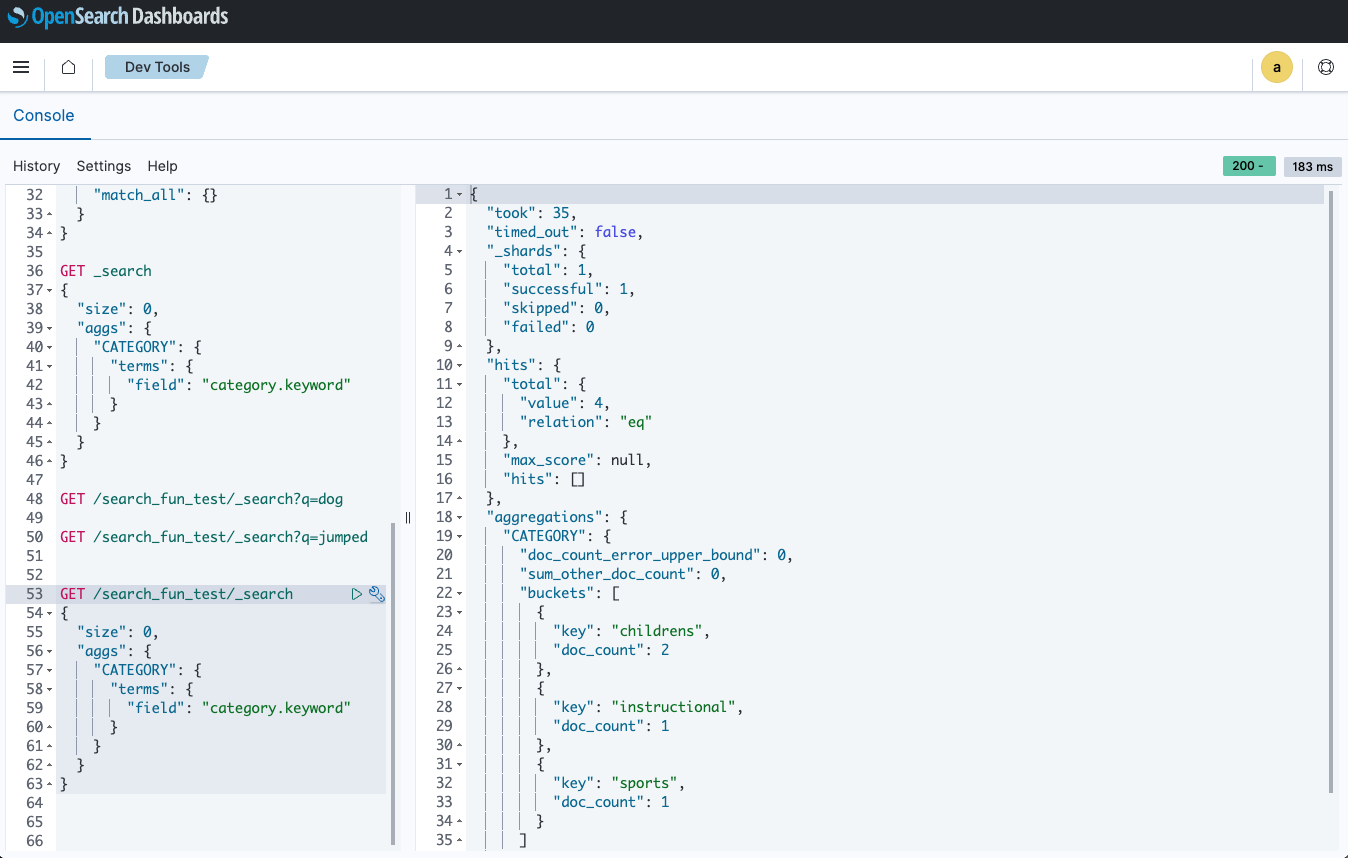 OpenSearch Dashboards
Dev Tools
a
Console
History Settings Help
200 - 183 ms
32 "match_all": {}
33 }
34 }
35
36 GET _search
37 {
38 "size": 0,
39 "aggs": {
40 "CATEGORY": {
41 "terms": {
42 "field": "category.keyword"
43 }
44 }
45 }
46 }
47
48 GET /search_fun_test/_search?q=dog
49
50 GET /search_fun_test/_search?q=jumped
51
52
53 GET /search_fun_test/_search
54 {
55 "size": 0,
56 "aggs": {
57 "CATEGORY": {
58 "terms": {
59 "field": "category.keyword"
60 }
61 }
62 }
63 }
64
65
66
1 {
2 "took": 35,
3 "timed_out": false,
4 "_shards": {
5 "total": 1,
6 "successful": 1,
7 "skipped": 0,
8 "failed": 0
9 },
10 "hits": {
11 "total": {
12 "value": 4,
13 "relation": "eq"
14 },
15 "max_score": null,
16 "hits": []
17 },
18 "aggregations": {
19 "CATEGORY": {
20 "doc_count_error_upper_bound": 0,
21 "sum_other_doc_count": 0,
22 "buckets": [
23 {
24 "key": "childrens",
25 "doc_count": 2
26 },
27 {
28 "key": "instructional",
29 "doc_count": 1
30 },
31 {
32 "key": "sports",
33 "doc_count": 1
34 }
35 ]